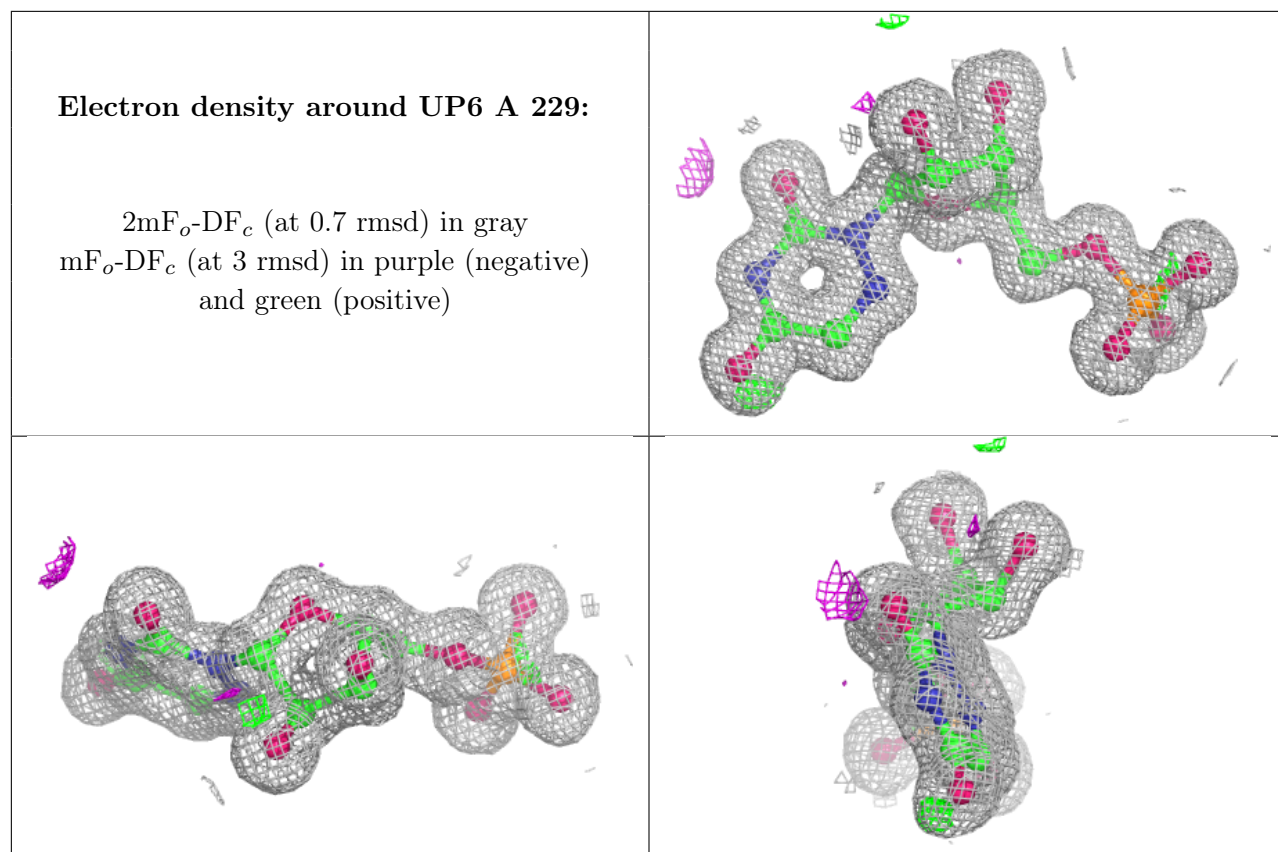 Electron density around UP6 A 229:
2mFo-DFc (at 0.7 rmsd) in gray
mFo-DFc (at 3 rmsd) in purple (negative)
and green (positive)